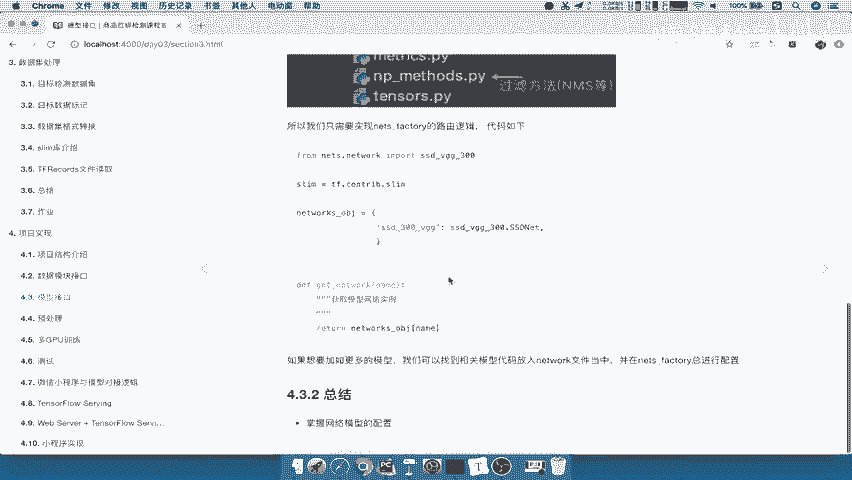 Chrome 文件 修改 视图 历史记录 书签 其他人 电动窗 帮助
100%
localhost:4000/dpy03/section3.html
3. 数据集处理
3.1. 目标检测数据集
3.2. 目标数据标记
3.3. 数据集格式转换
3.4. slim库介绍
3.5. TFRecords文件读取
3.6. 总结
3.7. 作业
4. 项目实现
4.1. 项目结构介绍
4.2. 数据模块接口
4.3. 模型接口
4.4. 预处理
4.5. 多GPU训练
4.6. 测试
4.7. 微信小程序与模型对接逻辑
4.8. TensorFlow Serving
4.9. Web Server + TensorFlow Servi...
4.10. 小程序实现
metrics.py
np_methods.py 过滤方法(NMS等)
tensors.py
所以我们只需要实现nets_factory的路由逻辑，代码如下
from nets.network import ssd_vgg_300
slim = tf.contrib.slim
networks_obj = {
'ssd_300_vgg': ssd_vgg_300.SSDNet,
}
def get_network(name):
"""获取模型网络实例
"""
return networks_obj[name]
如果想要加如更多的模型，我们可以找到相关模型代码放入network文件当中，并在nets_factory总进行配置
4.3.2 总结
• 掌握网络模型的配置